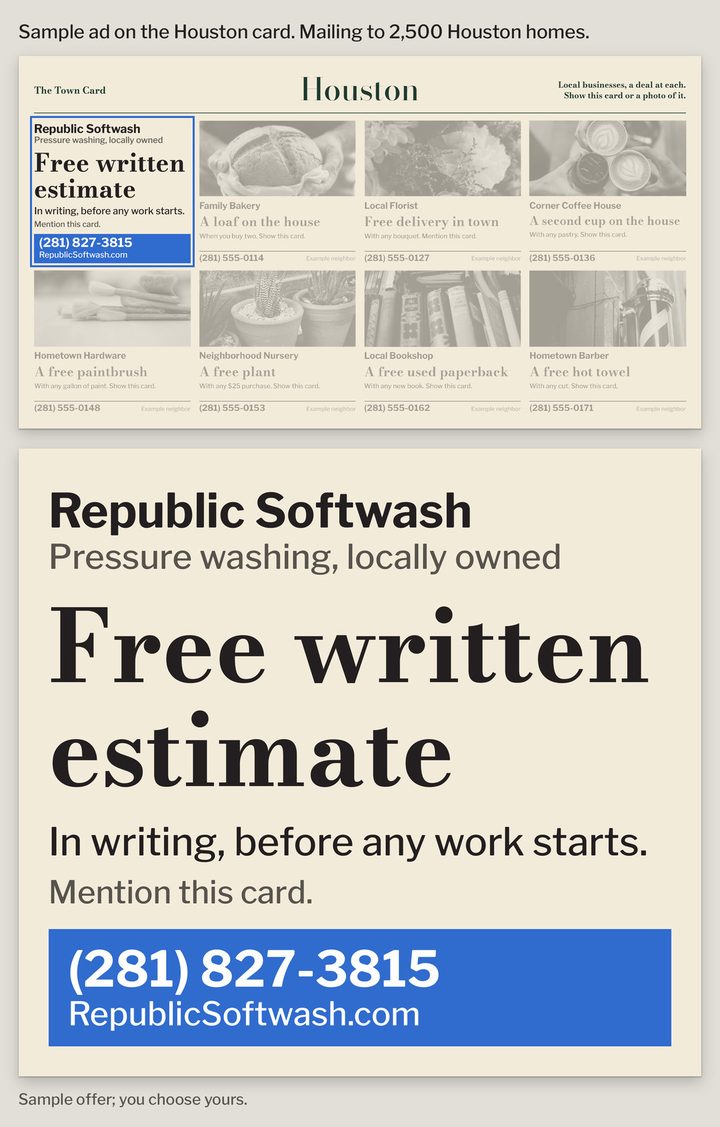 Sample ad on the Houston card. Mailing to 2,500 Houston homes.
The Town Card
Houston
Local businesses, a deal at each.
Show this card or a photo of it.
Republic Softwash
Pressure washing, locally owned
Free written
estimate
In writing, before any work starts.
Mention this card.
(281) 827-3815
RepublicSoftwash.com
Family Bakery
A loaf on the house
When you buy two. Show this card.
(281) 555-0114
Example neighbor
Local Florist
Free delivery in town
With any bouquet. Mention this card.
(281) 555-0127
Example neighbor
Corner Coffee House
A second cup on the house
With any pastry. Show this card.
(281) 555-0136
Example neighbor
Hometown Hardware
A free paintbrush
With any gallon of paint. Show this card.
(281) 555-0148
Example neighbor
Neighborhood Nursery
A free plant
With any $25 purchase. Show this card.
(281) 555-0153
Example neighbor
Local Bookshop
A free used paperback
With any new book. Show this card.
(281) 555-0162
Example neighbor
Hometown Barber
A free hot towel
With any cut. Show this card.
(281) 555-0171
Example neighbor
Republic Softwash
Pressure washing, locally owned
Free written
estimate
In writing, before any work starts.
Mention this card.
(281) 827-3815
RepublicSoftwash.com
Sample offer; you choose yours.